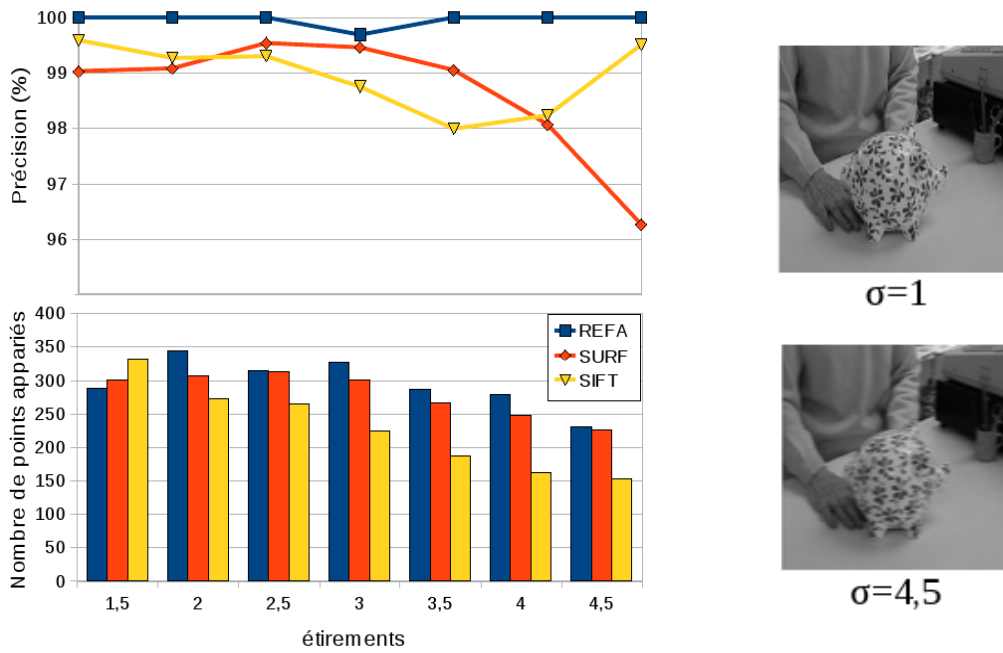 Précision (%)
100
99
98
97
96
Nombre de points appariés
400
350
300
250
200
150
100
50
0
REFA
SURF
SIFT
1,5 2 2,5 3 3,5 4 4,5
étirements
σ=1
σ=4,5